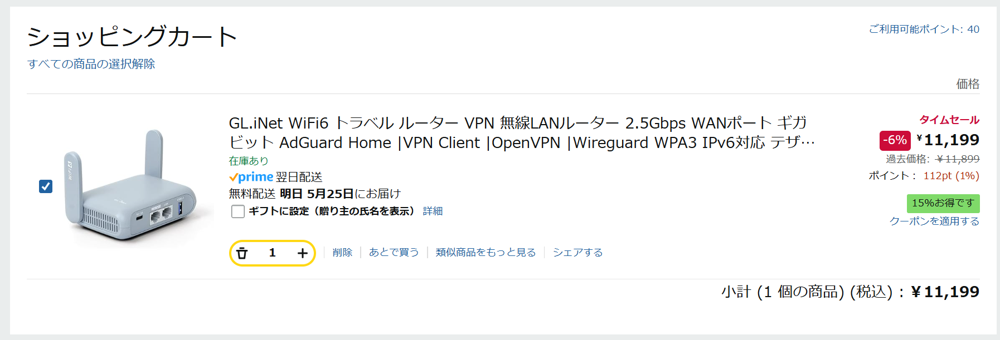 ショッピングカート
ご利用可能ポイント: 40
すべての商品の選択解除
価格
GL.iNet WiFi6 トラベル ルーター VPN 無線LANルーター 2.5Gbps WANポート ギガ
ビット AdGuard Home |VPN Client |OpenVPN |Wireguard WPA3 IPv6対応 テザ…
在庫あり
prime 翌日配送
無料配送 明日 5月25日にお届け
ギフトに設定（贈り主の氏名を表示） 詳細
1 削除 あとで買う 類似商品をもっと見る シェアする
タイムセール
-6% ¥11,199
過去価格: ¥11,899
ポイント： 112pt (1%)
15%お得です
クーポンを適用する
小計 (1 個の商品) (税込)：¥11,199
WiFi 6